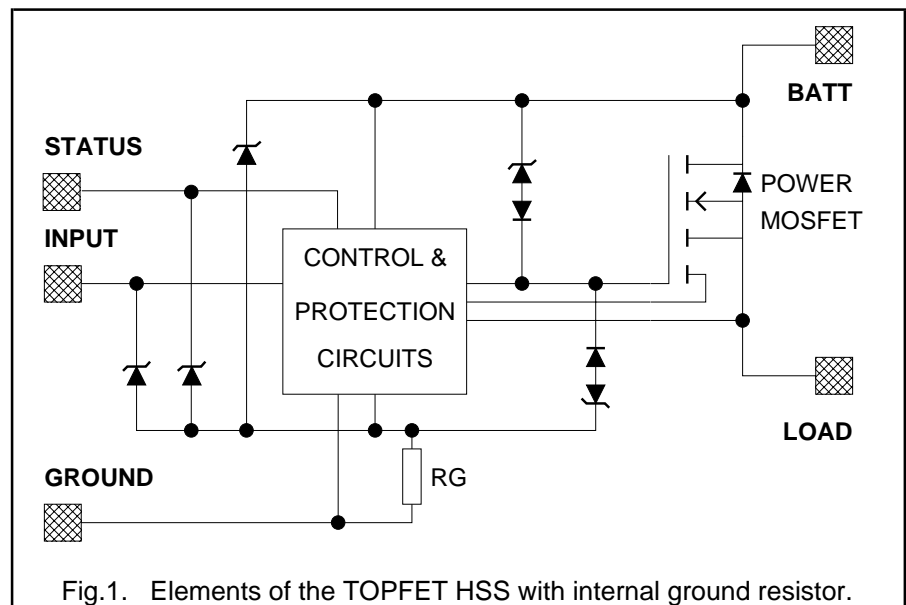 BATT
STATUS
POWER
MOSFET
INPUT
CONTROL &
PROTECTION
CIRCUITS
LOAD
GROUND
RG
Fig.1. Elements of the TOPFET HSS with internal ground resistor.